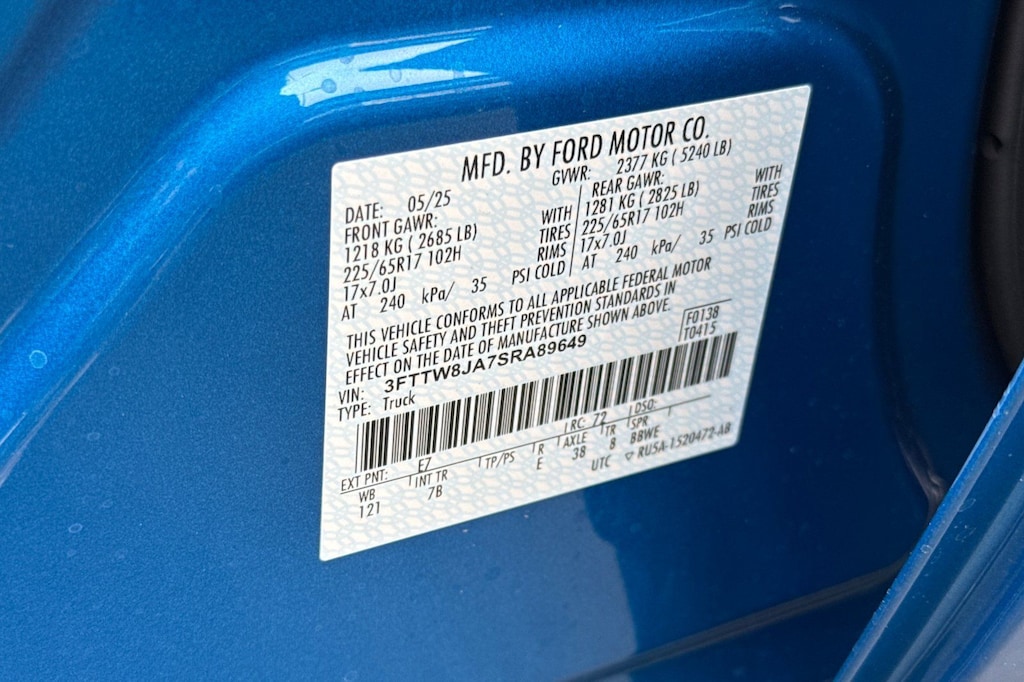 MFD. BY FORD MOTOR CO.
DATE: 05/25 GVWR: 2377 KG ( 5240 LB)
FRONT GAWR: REAR GAWR:
1218 KG ( 2685 LB) WITH 1281 KG ( 2825 LB) WITH
225/65R17 102H TIRES 225/65R17 102H TIRES
17x7.0J RIMS 17x7.0J RIMS
AT 240 kPa/ 35 PSI COLD AT 240 kPa/ 35 PSI COLD
THIS VEHICLE CONFORMS TO ALL APPLICABLE FEDERAL MOTOR
VEHICLE SAFETY AND THEFT PREVENTION STANDARDS IN
EFFECT ON THE DATE OF MANUFACTURE SHOWN ABOVE.
VIN: 3FTTW8JA7SRA89649 F0138
TYPE: Truck T0415
EXT PNT: E7 RC: 72 DSO:
WB INT TR TP/PS R AXLE TR SPR
121 7B E 38 8 BBWE
UTC ▽ RU5A-1520472-AB